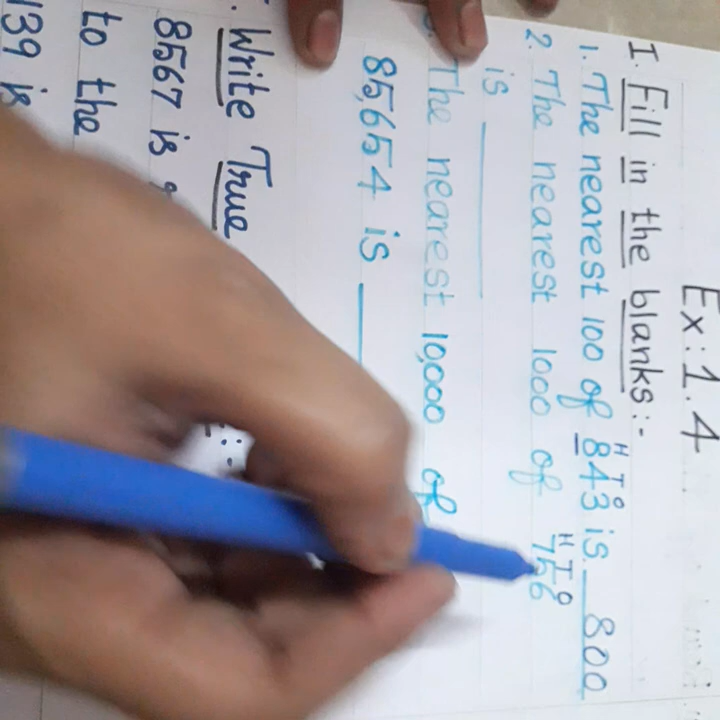 Ex:1.4
I. Fill in the blanks:-
H T O
1. The nearest 100 of 843 is 800
H T O
2. The nearest 1000 of 756
is
The nearest 10,000 of
85,654 is
Write True
8567 is
to the
139 is